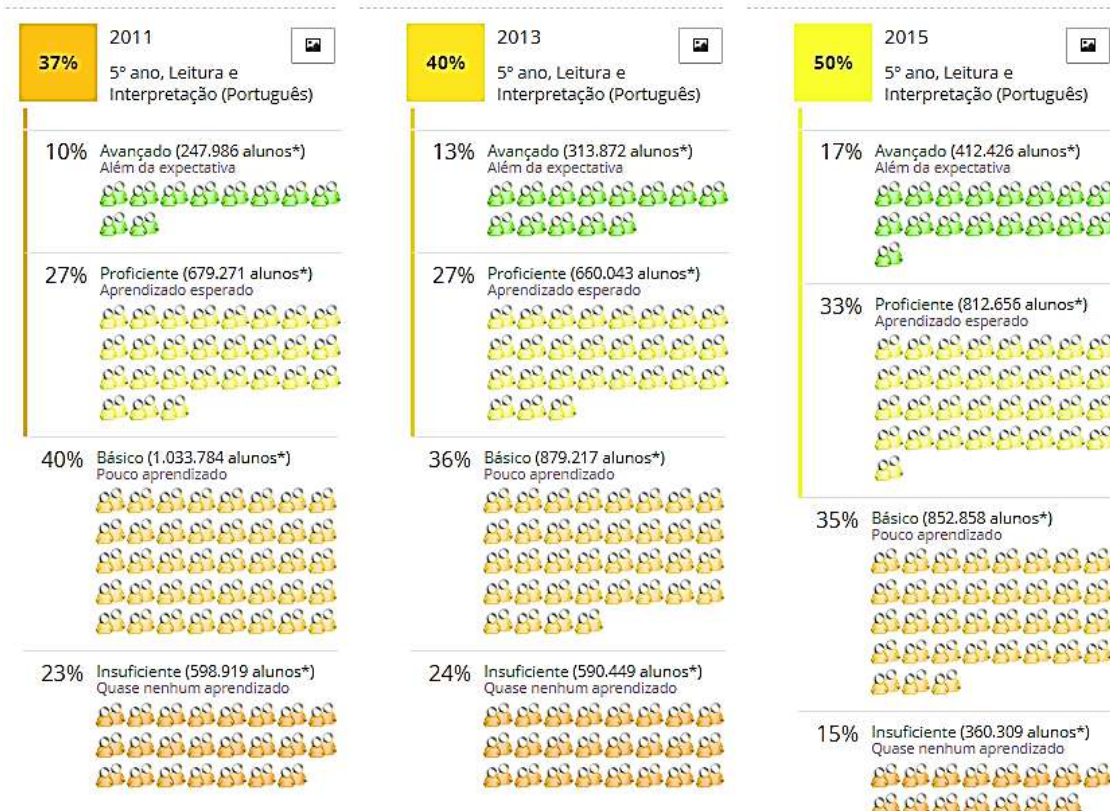 37%
2011
5º ano, Leitura e
Interpretação (Português)
10% Avançado (247.986 alunos*)
Além da expectativa
27% Proficiente (679.271 alunos*)
Aprendizado esperado
40% Básico (1.033.784 alunos*)
Pouco aprendizado
23% Insuficiente (598.919 alunos*)
Quase nenhum aprendizado
40%
2013
5º ano, Leitura e
Interpretação (Português)
13% Avançado (313.872 alunos*)
Além da expectativa
27% Proficiente (660.043 alunos*)
Aprendizado esperado
36% Básico (879.217 alunos*)
Pouco aprendizado
24% Insuficiente (590.449 alunos*)
Quase nenhum aprendizado
50%
2015
5º ano, Leitura e
Interpretação (Português)
17% Avançado (412.426 alunos*)
Além da expectativa
33% Proficiente (812.656 alunos*)
Aprendizado esperado
35% Básico (852.858 alunos*)
Pouco aprendizado
15% Insuficiente (360.309 alunos*)
Quase nenhum aprendizado